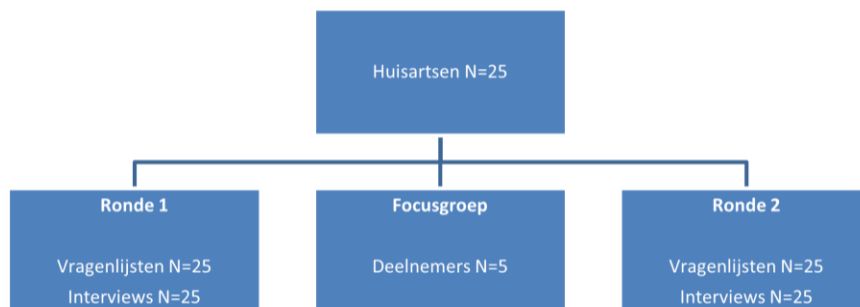 Huisartsen N=25
Ronde 1
Vragenlijsten N=25
Interviews N=25
Focusgroep
Deelnemers N=5
Ronde 2
Vragenlijsten N=25
Interviews N=25